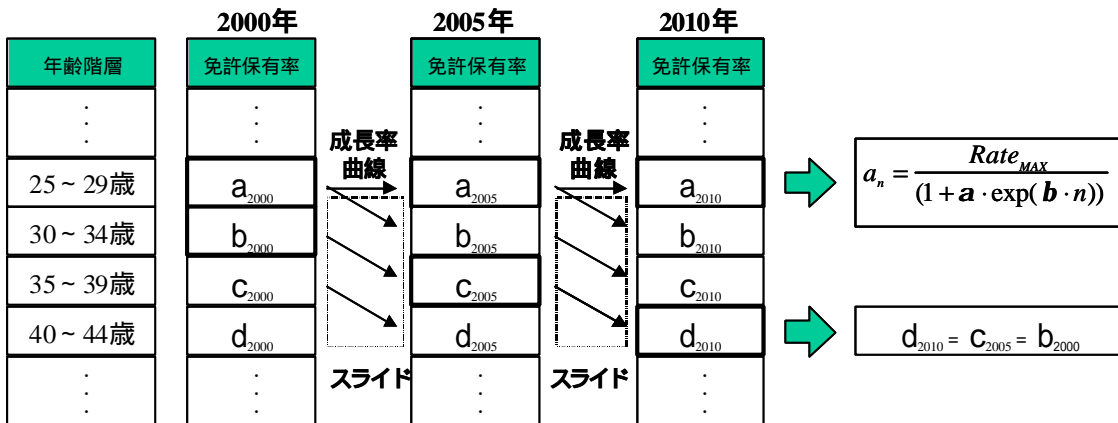 2000年 2005年 2010年
年齢階層 免許保有率 免許保有率 免許保有率
. . . .
. . . .
. . . .
成長率 成長率
曲線 曲線
25~29歳 a2000 a2005 a2010
30~34歳 b2000 b2005 b2010
35~39歳 c2000 c2005 c2010
40~44歳 d2000 d2005 d2010
スライド スライド
. . . .
. . . .
. . . .
a_n = Rate_MAX / (1 + a · exp( b · n))
d2010 = c2005 = b2000